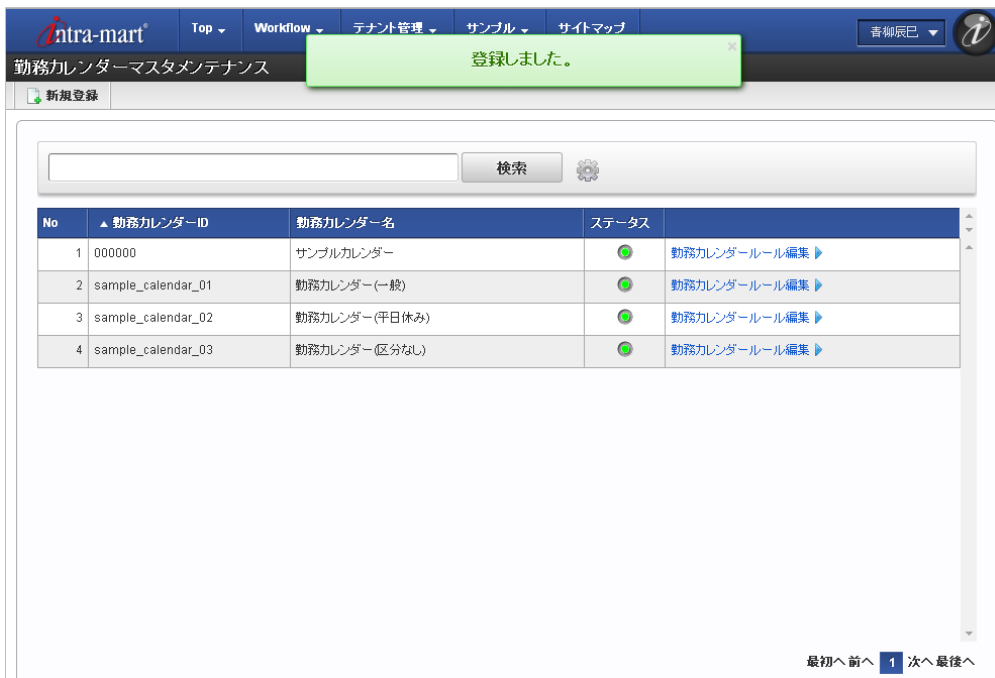 intra-mart Top Workflow テナント管理 サンプル サイトマップ 青柳辰巳
登録しました。
勤務カレンダーマスタメンテナンス
新規登録
検索
No ▲ 勤務カレンダーID 勤務カレンダー名 ステータス
1 000000 サンプルカレンダー 勤務カレンダールール編集
2 sample_calendar_01 勤務カレンダー(一般) 勤務カレンダールール編集
3 sample_calendar_02 勤務カレンダー(平日休み) 勤務カレンダールール編集
4 sample_calendar_03 勤務カレンダー(区分なし) 勤務カレンダールール編集
最初へ 前へ 1 次へ 最後へ